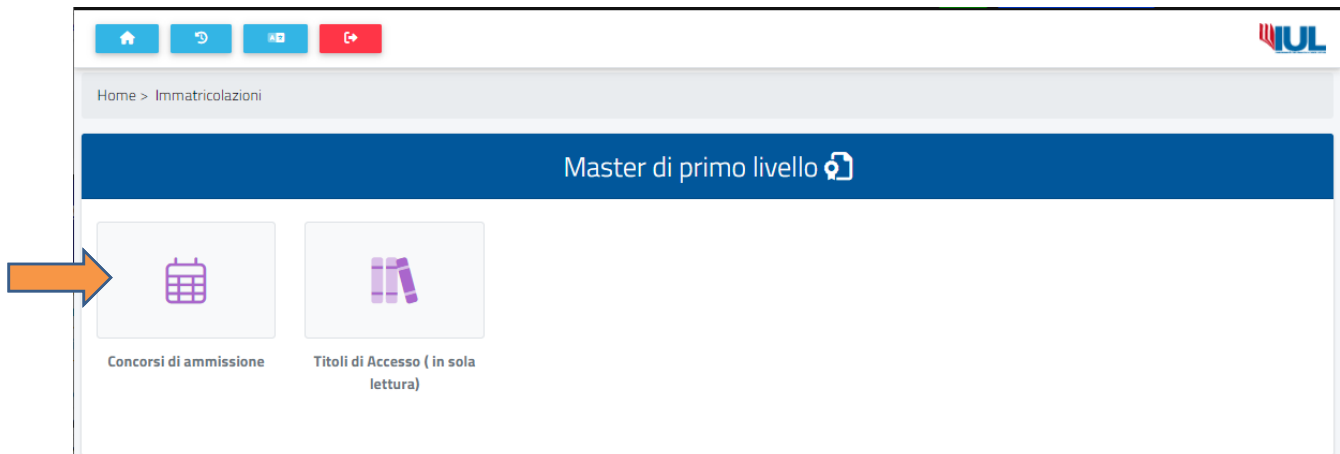 IUL
Home > Immatricolazioni
Master di primo livello
Concorsi di ammissione
Titoli di Accesso ( in sola
lettura)